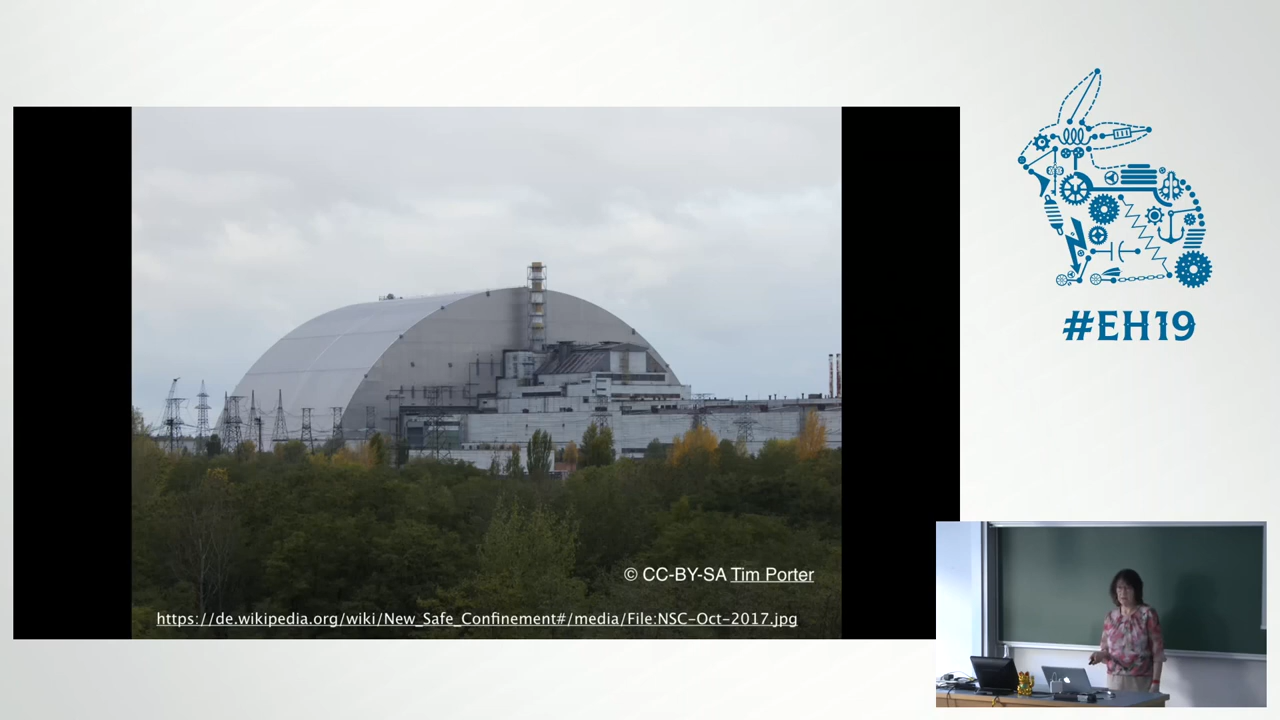 #EH19
© CC-BY-SA Tim Porter
https://de.wikipedia.org/wiki/New_Safe_Confinement#/media/File:NSC-Oct-2017.jpg